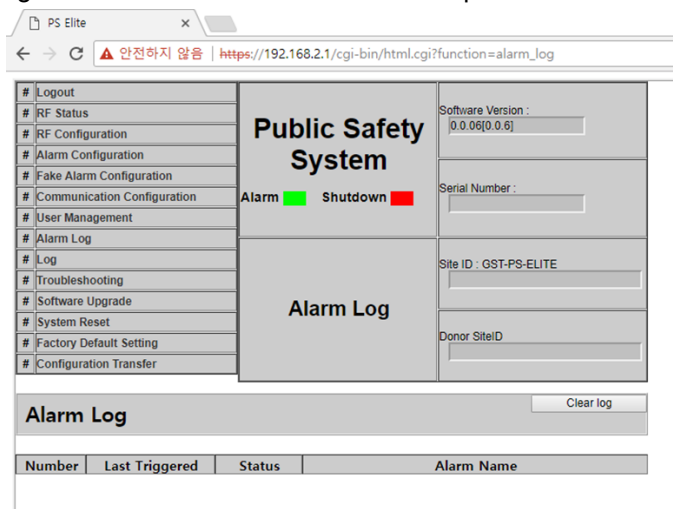 PS Elite
안전하지 않음 | https://192.168.2.1/cgi-bin/html.cgi?function=alarm_log
# Logout
# RF Status
# RF Configuration
# Alarm Configuration
# Fake Alarm Configuration
# Communication Configuration
# User Management
# Alarm Log
# Log
# Troubleshooting
# Software Upgrade
# System Reset
# Factory Default Setting
# Configuration Transfer
Public Safety
System
Alarm Shutdown
Alarm Log
Software Version :
0.0.06[0.0.6]
Serial Number :
Site ID : GST-PS-ELITE
Donor SiteID
Alarm Log
Clear log
Number Last Triggered Status Alarm Name